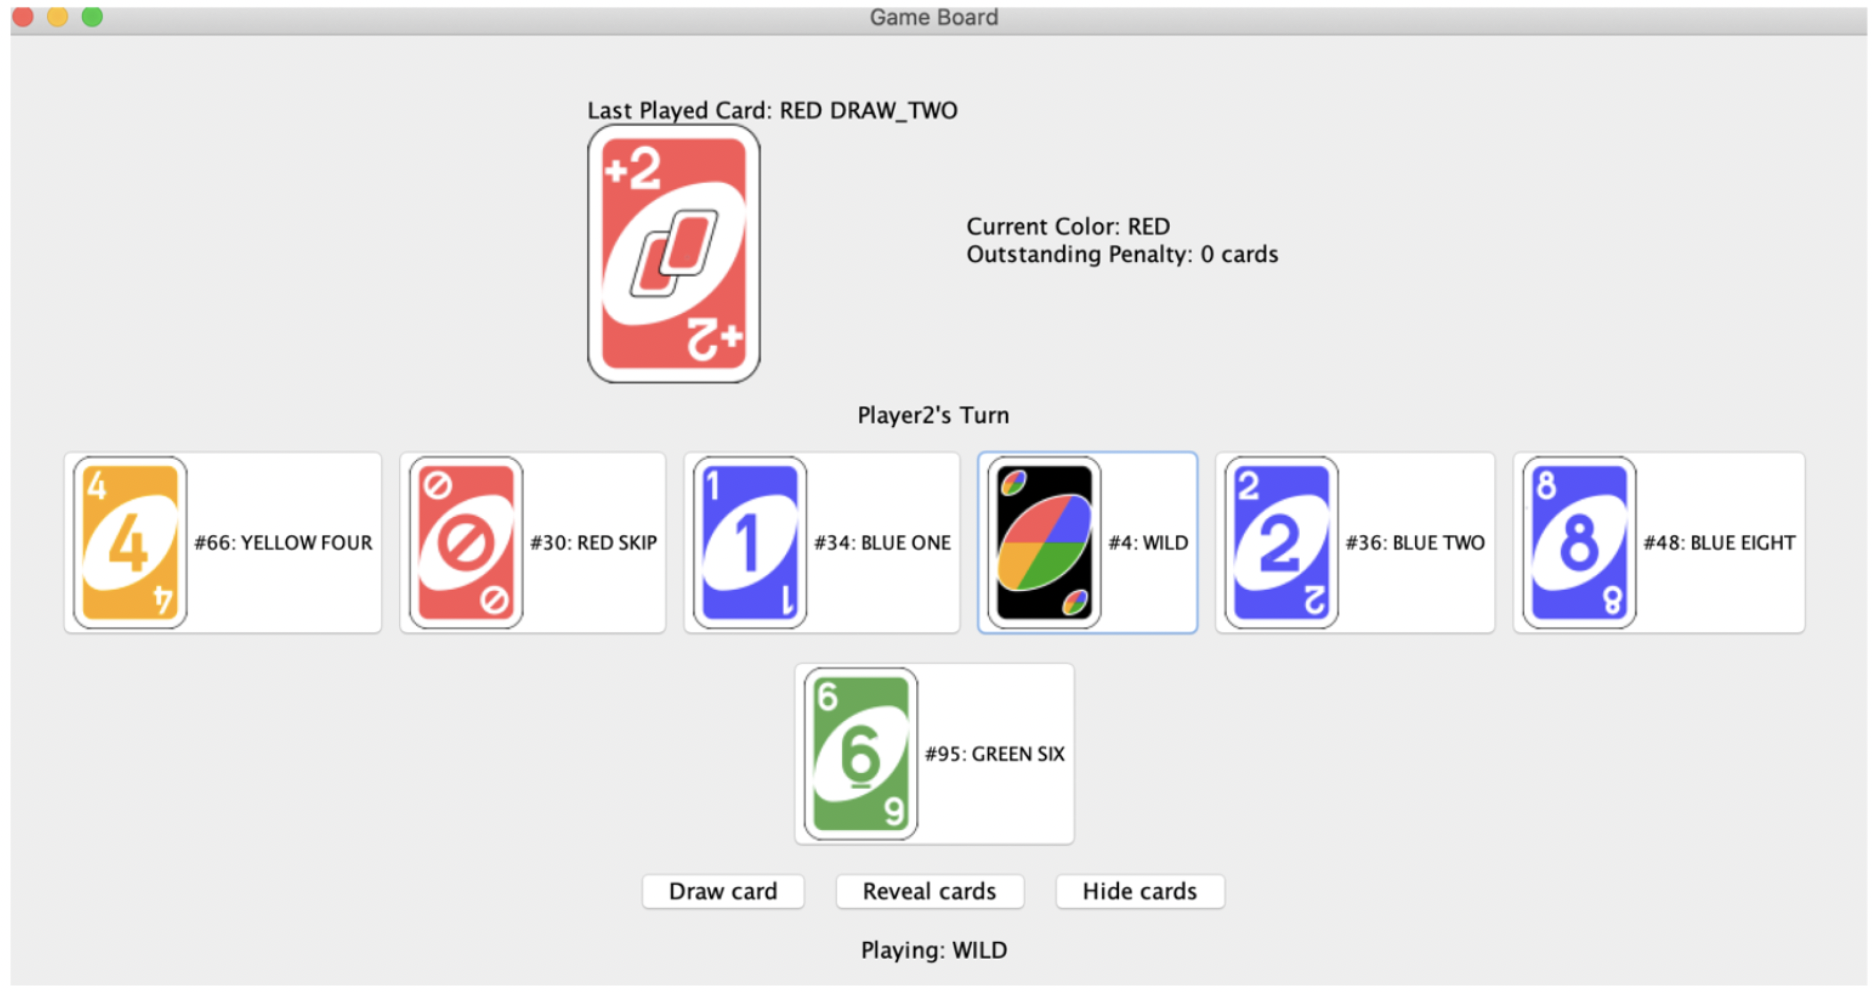 Game Board
Last Played Card: RED DRAW_TWO
+2
+2
Current Color: RED
Outstanding Penalty: 0 cards
Player2's Turn
4
4
4
#66: YELLOW FOUR
#30: RED SKIP
1
1
1
#34: BLUE ONE
#4: WILD
2
2
2
#36: BLUE TWO
8
8
8
#48: BLUE EIGHT
6
6
6
#95: GREEN SIX
Draw card
Reveal cards
Hide cards
Playing: WILD